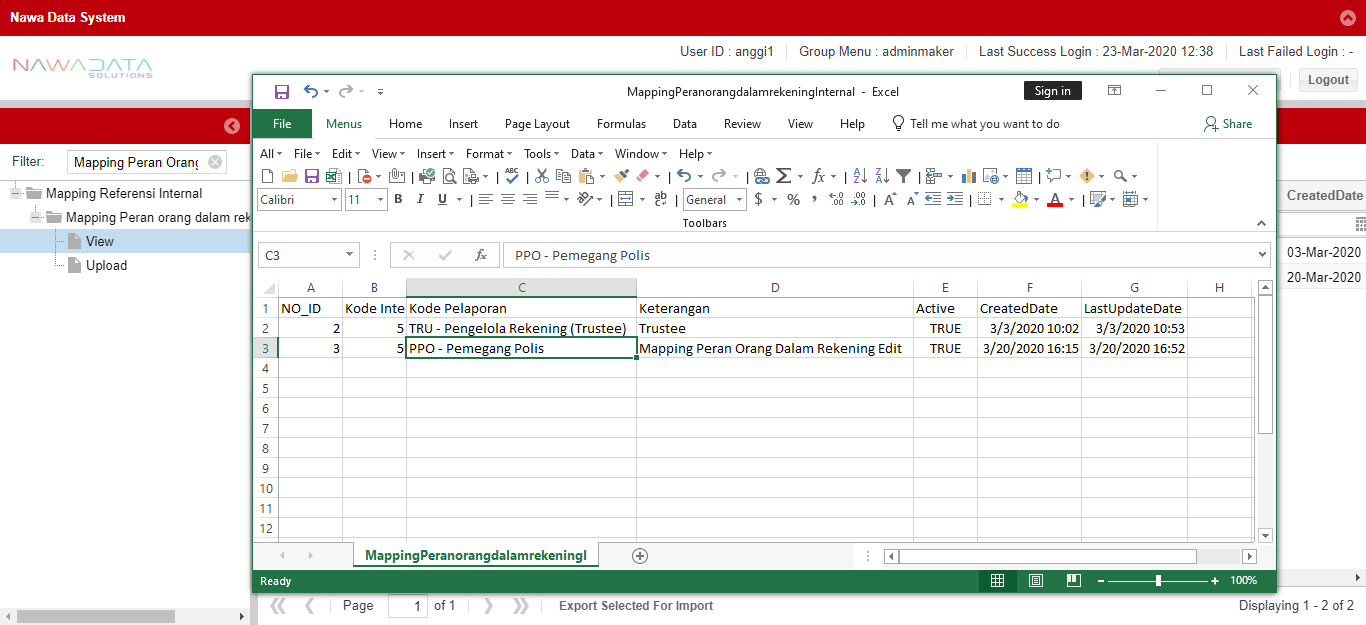 Nawa Data System
NAWADATA
SOLUTIONS
User ID : anggi1
Group Menu : adminmaker
Last Success Login : 23-Mar-2020 12:38
Last Failed Login : -
Logout
Filter:
Mapping Peran Orang
Mapping Referensi Internal
Mapping Peran orang dalam rek
View
Upload
MappingPeranorangdalamrekeningInternal - Excel
Sign in
File Menus Home Insert Page Layout Formulas Data Review View Help Tell me what you want to do Share
All File Edit View Insert Format Tools Data Window Help
Calibri 11 B I U General $ % ,
Toolbars
C3 fx PPO - Pemegang Polis
A B C D E F G H
1 NO_ID Kode Inte Kode Pelaporan Keterangan Active CreatedDate LastUpdateDate
2 2 5 TRU - Pengelola Rekening (Trustee) Trustee TRUE 3/3/2020 10:02 3/3/2020 10:53
3 3 5 PPO - Pemegang Polis Mapping Peran Orang Dalam Rekening Edit TRUE 3/20/2020 16:15 3/20/2020 16:52
4
5
6
7
8
9
10
11
12
MappingPeranorangdalamrekeningI
Ready
100%
CreatedDate
03-Mar-2020
20-Mar-2020
Page 1 of 1
Export Selected For Import
Displaying 1 - 2 of 2